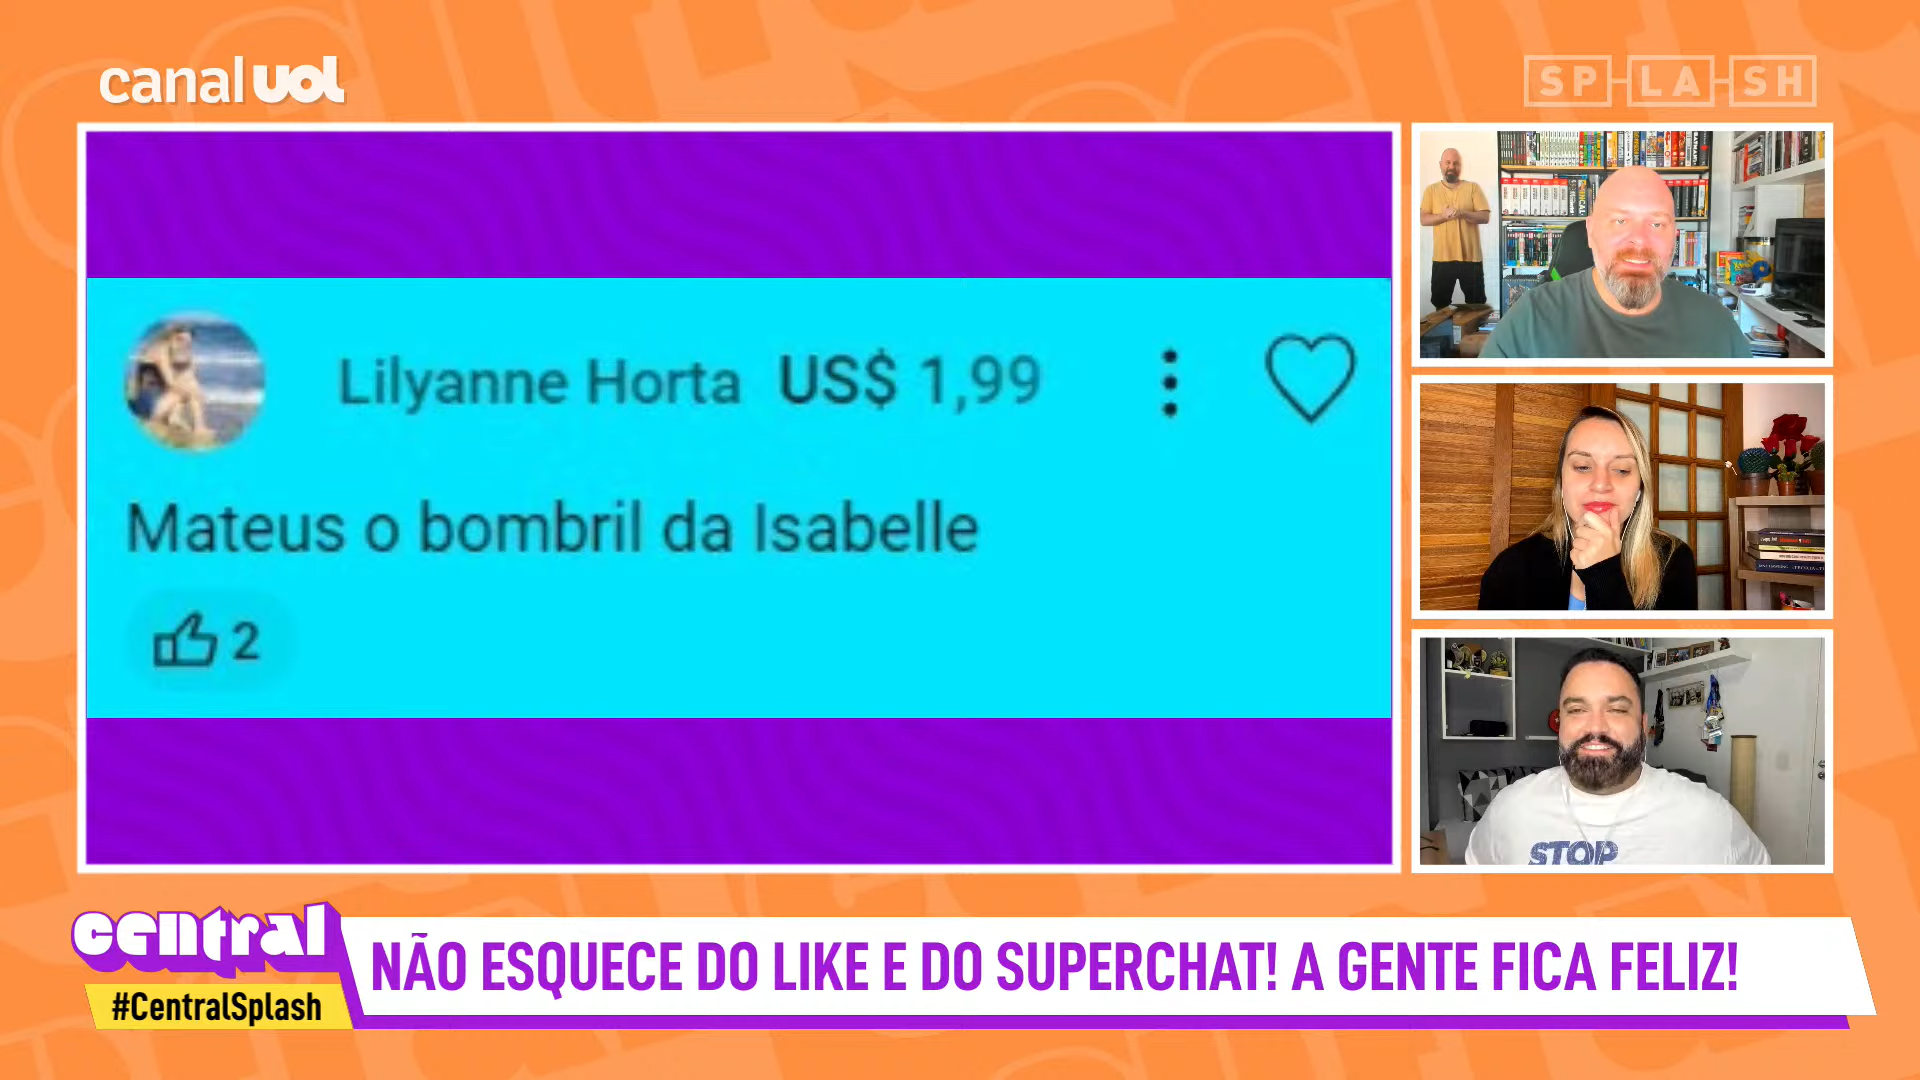 canal uol
SPLASH
Lilyanne Horta US$ 1,99
Mateus o bombril da Isabelle
2
STOP
central
NÃO ESQUECE DO LIKE E DO SUPERCHAT! A GENTE FICA FELIZ!
#CentralSplash